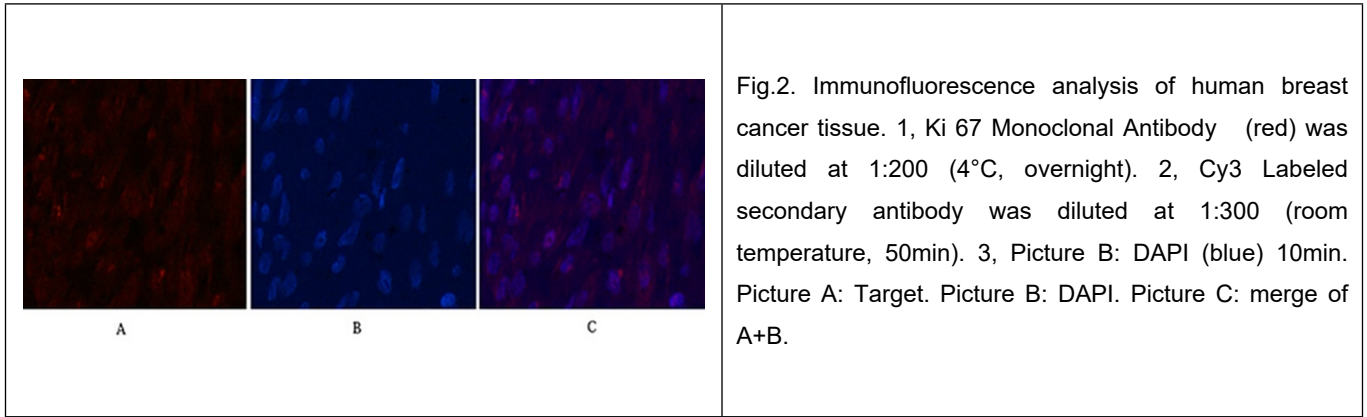 A
B
C
Fig.2. Immunofluorescence analysis of human breast
cancer tissue. 1, Ki 67 Monoclonal Antibody (red) was
diluted at 1:200 (4°C, overnight). 2, Cy3 Labeled
secondary antibody was diluted at 1:300 (room
temperature, 50min). 3, Picture B: DAPI (blue) 10min.
Picture A: Target. Picture B: DAPI. Picture C: merge of
A+B.